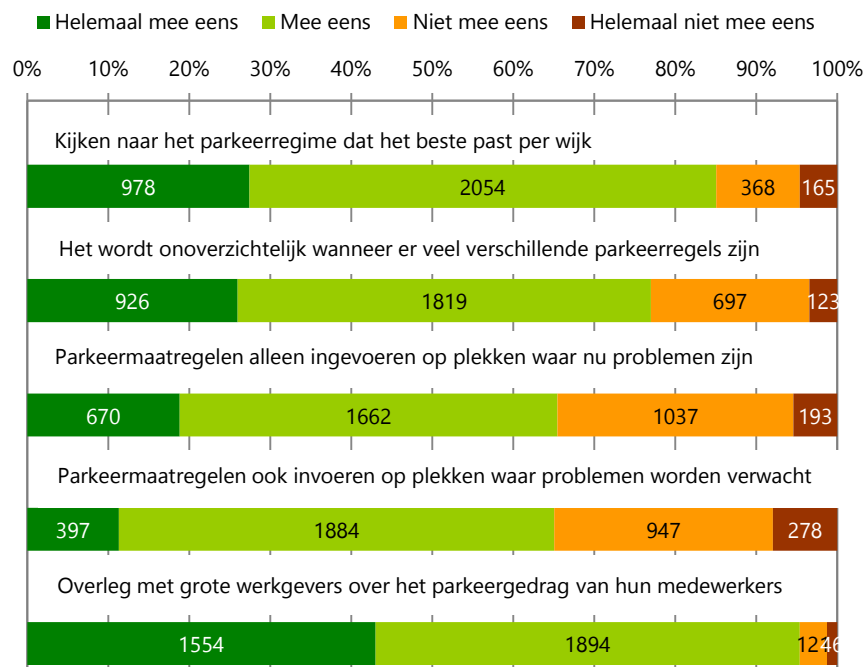 Helemaal mee eens Mee eens Niet mee eens Helemaal niet mee eens
0% 10% 20% 30% 40% 50% 60% 70% 80% 90% 100%
Kijken naar het parkeerregime dat het beste past per wijk
978 2054 368 165
Het wordt onoverzichtelijk wanneer er veel verschillende parkeerregels zijn
926 1819 697 123
Parkeermaatregelen alleen ingevoeren op plekken waar nu problemen zijn
670 1662 1037 193
Parkeermaatregelen ook invoeren op plekken waar problemen worden verwacht
397 1884 947 278
Overleg met grote werkgevers over het parkeergedrag van hun medewerkers
1554 1894 46